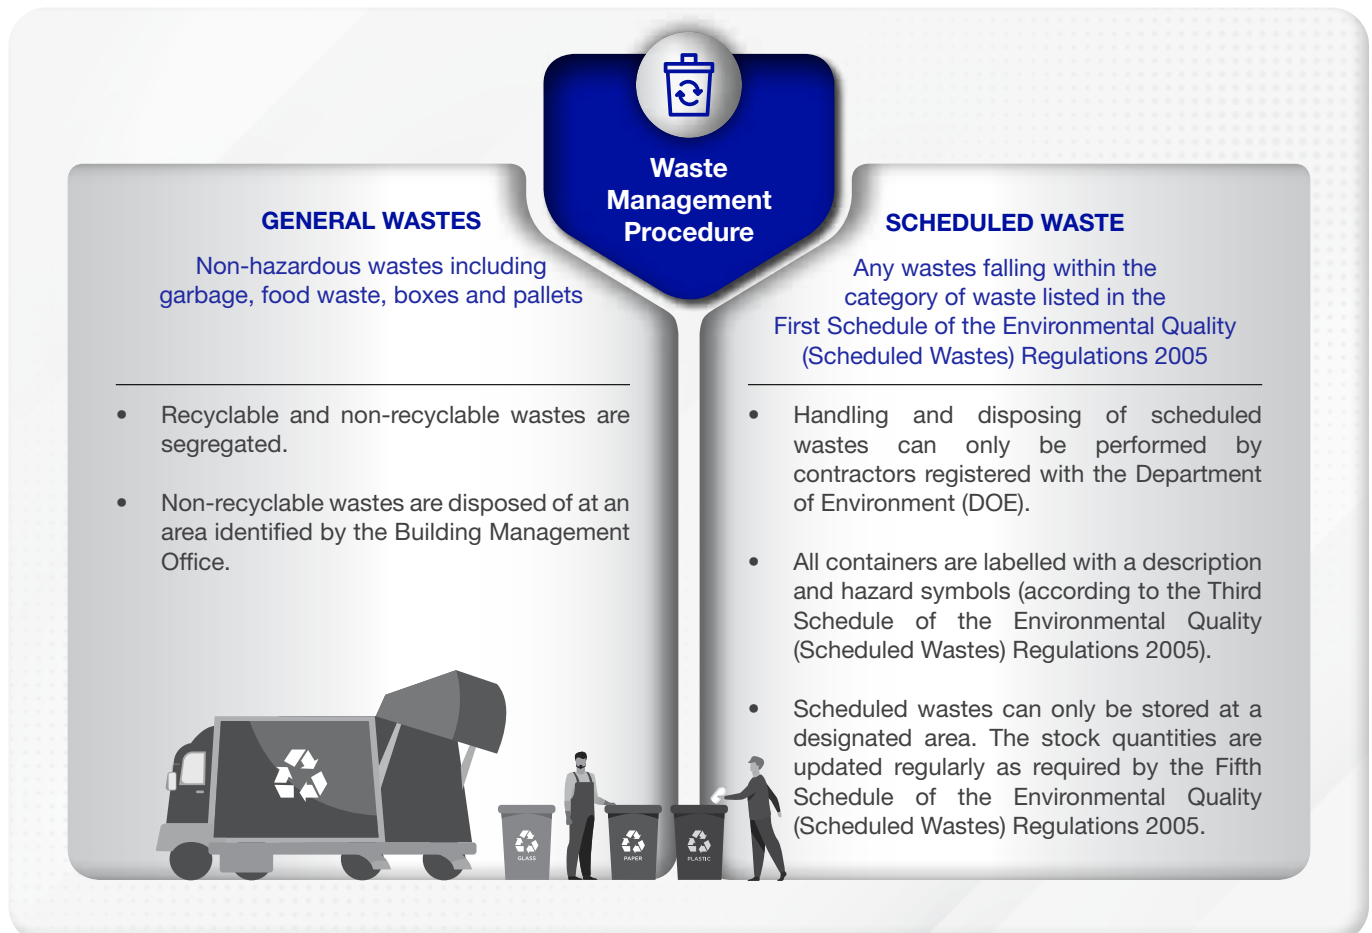 Waste
Management
Procedure
GENERAL WASTES
Non-hazardous wastes including
garbage, food waste, boxes and pallets
• Recyclable and non-recyclable wastes are
segregated.
• Non-recyclable wastes are disposed of at an
area identified by the Building Management
Office.
GLASS
PAPER
PLASTIC
SCHEDULED WASTE
Any wastes falling within the
category of waste listed in the
First Schedule of the Environmental Quality
(Scheduled Wastes) Regulations 2005
• Handling and disposing of scheduled
wastes can only be performed by
contractors registered with the Department
of Environment (DOE).
• All containers are labelled with a description
and hazard symbols (according to the Third
Schedule of the Environmental Quality
(Scheduled Wastes) Regulations 2005).
• Scheduled wastes can only be stored at a
designated area. The stock quantities are
updated regularly as required by the Fifth
Schedule of the Environmental Quality
(Scheduled Wastes) Regulations 2005.